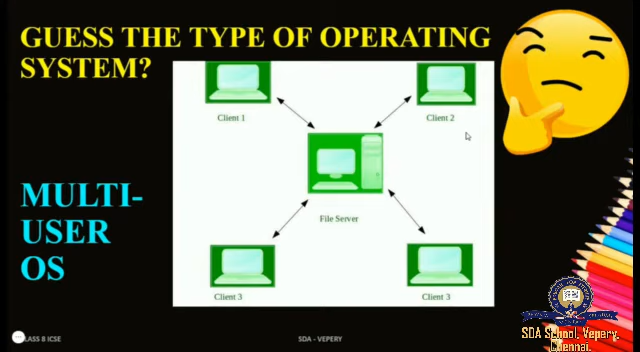 GUESS THE TYPE OF OPERATING
SYSTEM?
Client 1
Client 2
MULTI-
USER
OS
File Server
Client 3
Client 3
SDA School, Vepery,
Chennai.
LASS 8 ICSE
SDA - VEPERY